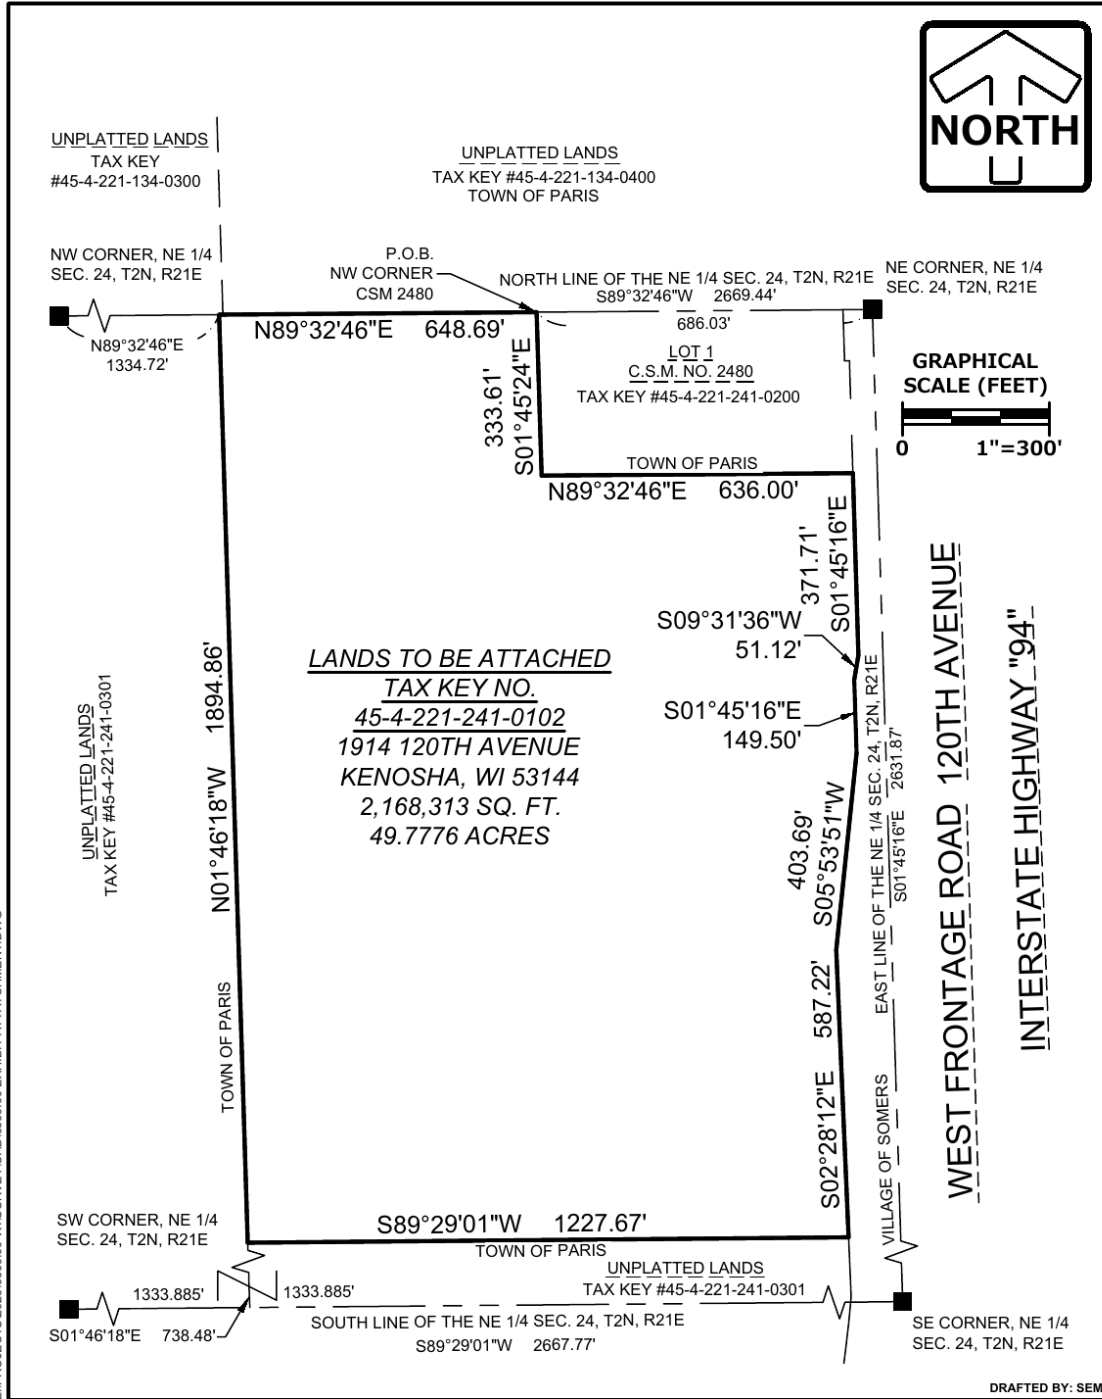 NORTH
UNPLATTED LANDS
TAX KEY
#45-4-221-134-0300
UNPLATTED LANDS
TAX KEY #45-4-221-134-0400
TOWN OF PARIS
NW CORNER, NE 1/4
SEC. 24, T2N, R21E
P.O.B.
NW CORNER
CSM 2480
NORTH LINE OF THE NE 1/4 SEC. 24, T2N, R21E
S89°32'46"W 2669.44'
NE CORNER, NE 1/4
SEC. 24, T2N, R21E
N89°32'46"E
1334.72'
N89°32'46"E 648.69'
686.03'
LOT 1
C.S.M. NO. 2480
TAX KEY #45-4-221-241-0200
GRAPHICAL
SCALE (FEET)
0 1"=300'
333.61'
S01°45'24"E
TOWN OF PARIS
N89°32'46"E 636.00'
371.71'
S01°45'16"E
S09°31'36"W
51.12'
S01°45'16"E
149.50'
LANDS TO BE ATTACHED
TAX KEY NO.
45-4-221-241-0102
1914 120TH AVENUE
KENOSHA, WI 53144
2,168,313 SQ. FT.
49.7776 ACRES
N01°46'18"W 1894.86'
UNPLATTED LANDS
TAX KEY #45-4-221-241-0301
TOWN OF PARIS
403.69'
S05°53'51"W
S02°28'12"E 587.22'
EAST LINE OF THE NE 1/4 SEC. 24, T2N, R21E
S01°45'16"E 2631.87'
VILLAGE OF SOMERS
WEST FRONTAGE ROAD 120TH AVENUE
INTERSTATE HIGHWAY "94"
SW CORNER, NE 1/4
SEC. 24, T2N, R21E
S89°29'01"W 1227.67'
TOWN OF PARIS
UNPLATTED LANDS
TAX KEY #45-4-221-241-0301
1333.885'
1333.885'
S01°46'18"E 738.48'
SOUTH LINE OF THE NE 1/4 SEC. 24, T2N, R21E
S89°29'01"W 2667.77'
SE CORNER, NE 1/4
SEC. 24, T2N, R21E
DRAFTED BY: SEM